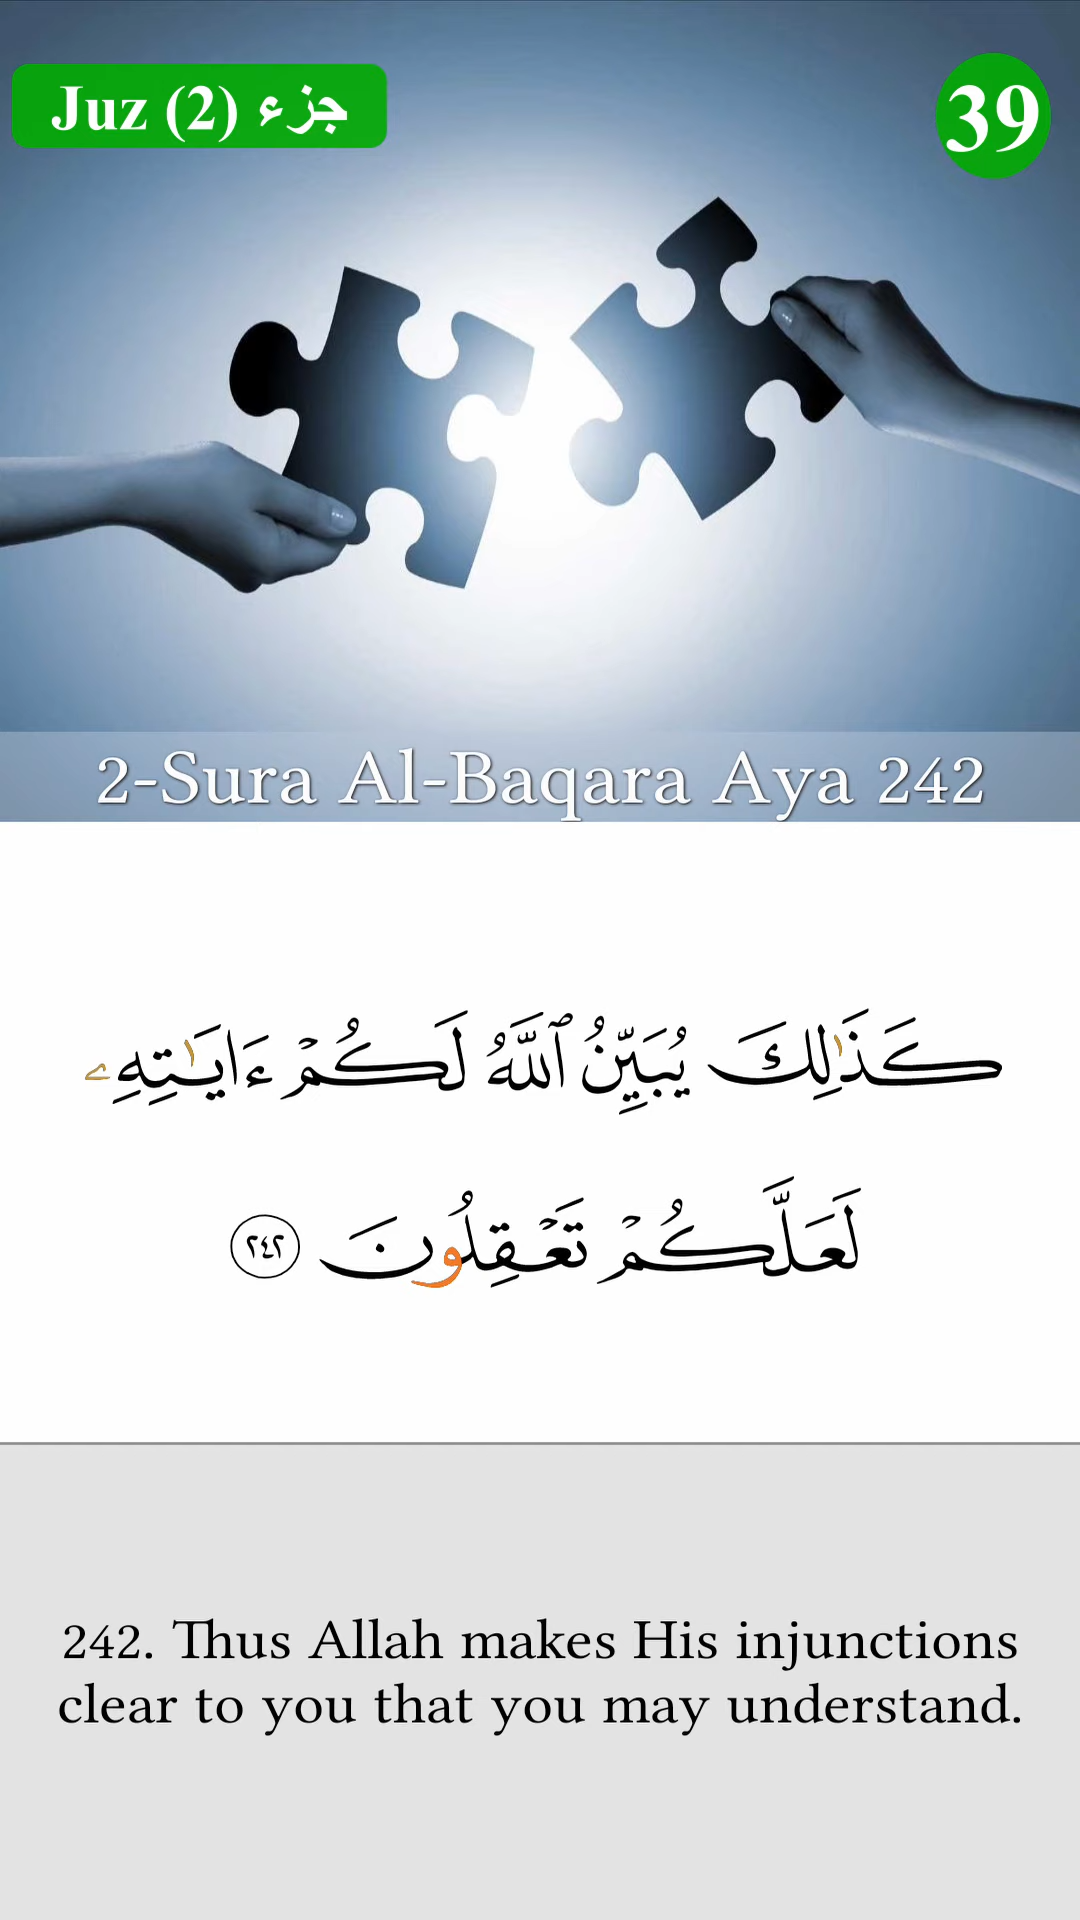 Juz (2) جزء
39
2-Sura Al-Baqara Aya 242
كَذَٰلِكَ يُبَيِّنُ ٱللَّهُ لَكُمْ ءَايَـٰتِهِۦ
لَعَلَّكُمْ تَعْقِلُونَ ٢٤٢
242. Thus Allah makes His injunctions
clear to you that you may understand.